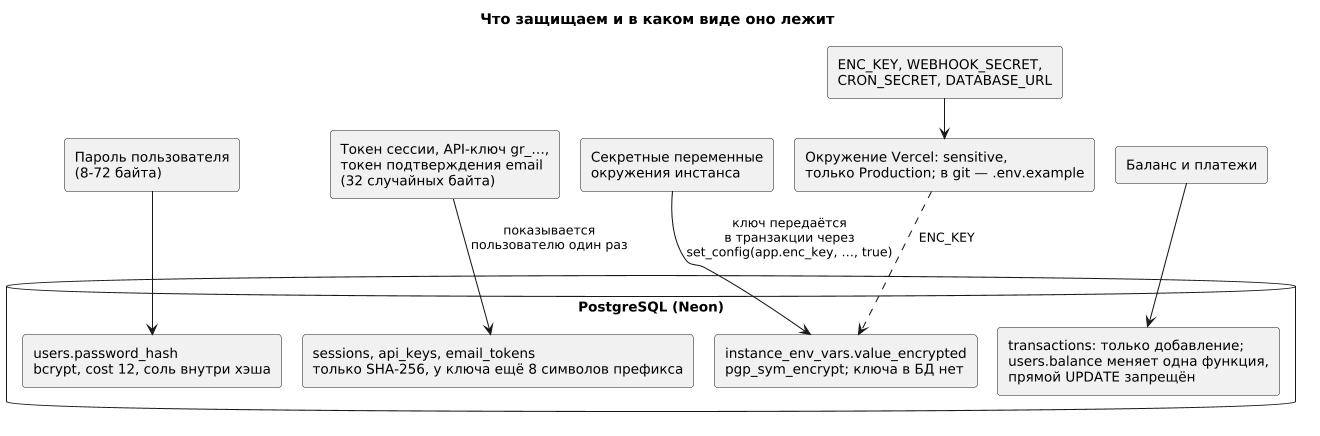 Что защищаем и в каком виде оно лежит
ENC_KEY, WEBHOOK_SECRET,
CRON_SECRET, DATABASE_URL
Пароль пользователя
(8-72 байта)
Токен сессии, API-ключ gr_...,
токен подтверждения email
(32 случайных байта)
Секретные переменные
окружения инстанса
Окружение Vercel: sensitive,
только Production; в git — .env.example
Баланс и платежи
показывается
пользователю один раз
ключ передаётся
в транзакции через
set_config(app.enc_key, ..., true)
ENC_KEY
PostgreSQL (Neon)
users.password_hash
bcrypt, cost 12, соль внутри хэша
sessions, api_keys, email_tokens
только SHA-256, у ключа ещё 8 символов префикса
instance_env_vars.value_encrypted
pgp_sym_encrypt; ключа в БД нет
transactions: только добавление;
users.balance меняет одна функция,
прямой UPDATE запрещён